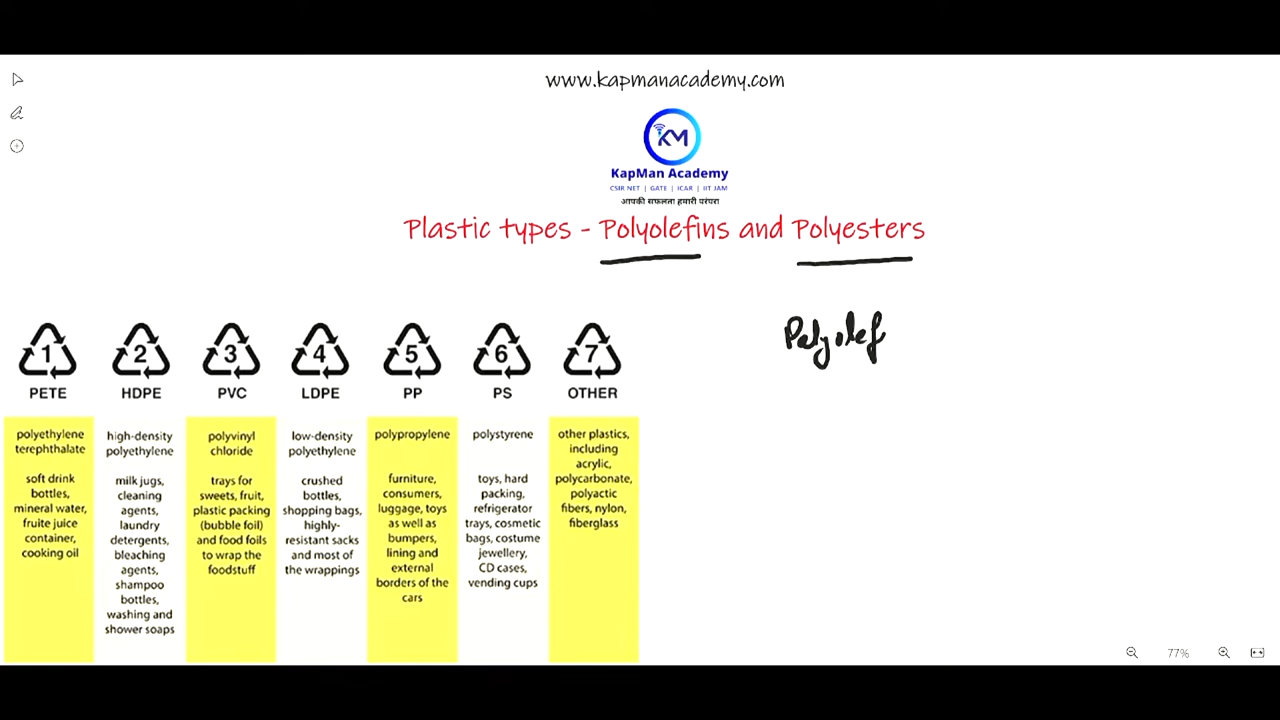 www.kapmanacademy.com
KM
KapMan Academy
CSIR NET | GATE | ICAR | IIT JAM
आपकी सफलता हमारी परंपरा
Plastic types - Polyolefins and Polyesters
Polyolef
1
PETE
polyethylene
terephthalate
soft drink
bottles,
mineral water,
fruite juice
container,
cooking oil
2
HDPE
high-density
polyethylene
milk jugs,
cleaning
agents,
laundry
detergents,
bleaching
agents,
shampoo
bottles,
washing and
shower soaps
3
PVC
polyvinyl
chloride
trays for
sweets, fruit,
plastic packing
(bubble foil)
and food foils
to wrap the
foodstuff
4
LDPE
low-density
polyethylene
crushed
bottles,
shopping bags,
highly-
resistant sacks
and most of
the wrappings
5
PP
polypropylene
furniture,
consumers,
luggage, toys
as well as
bumpers,
lining and
external
borders of the
cars
6
PS
polystyrene
toys, hard
packing,
refrigerator
trays, cosmetic
bags, costume
jewellery,
CD cases,
vending cups
7
OTHER
other plastics,
including
acrylic,
polycarbonate,
polyactic
fibers, nylon,
fiberglass
77%